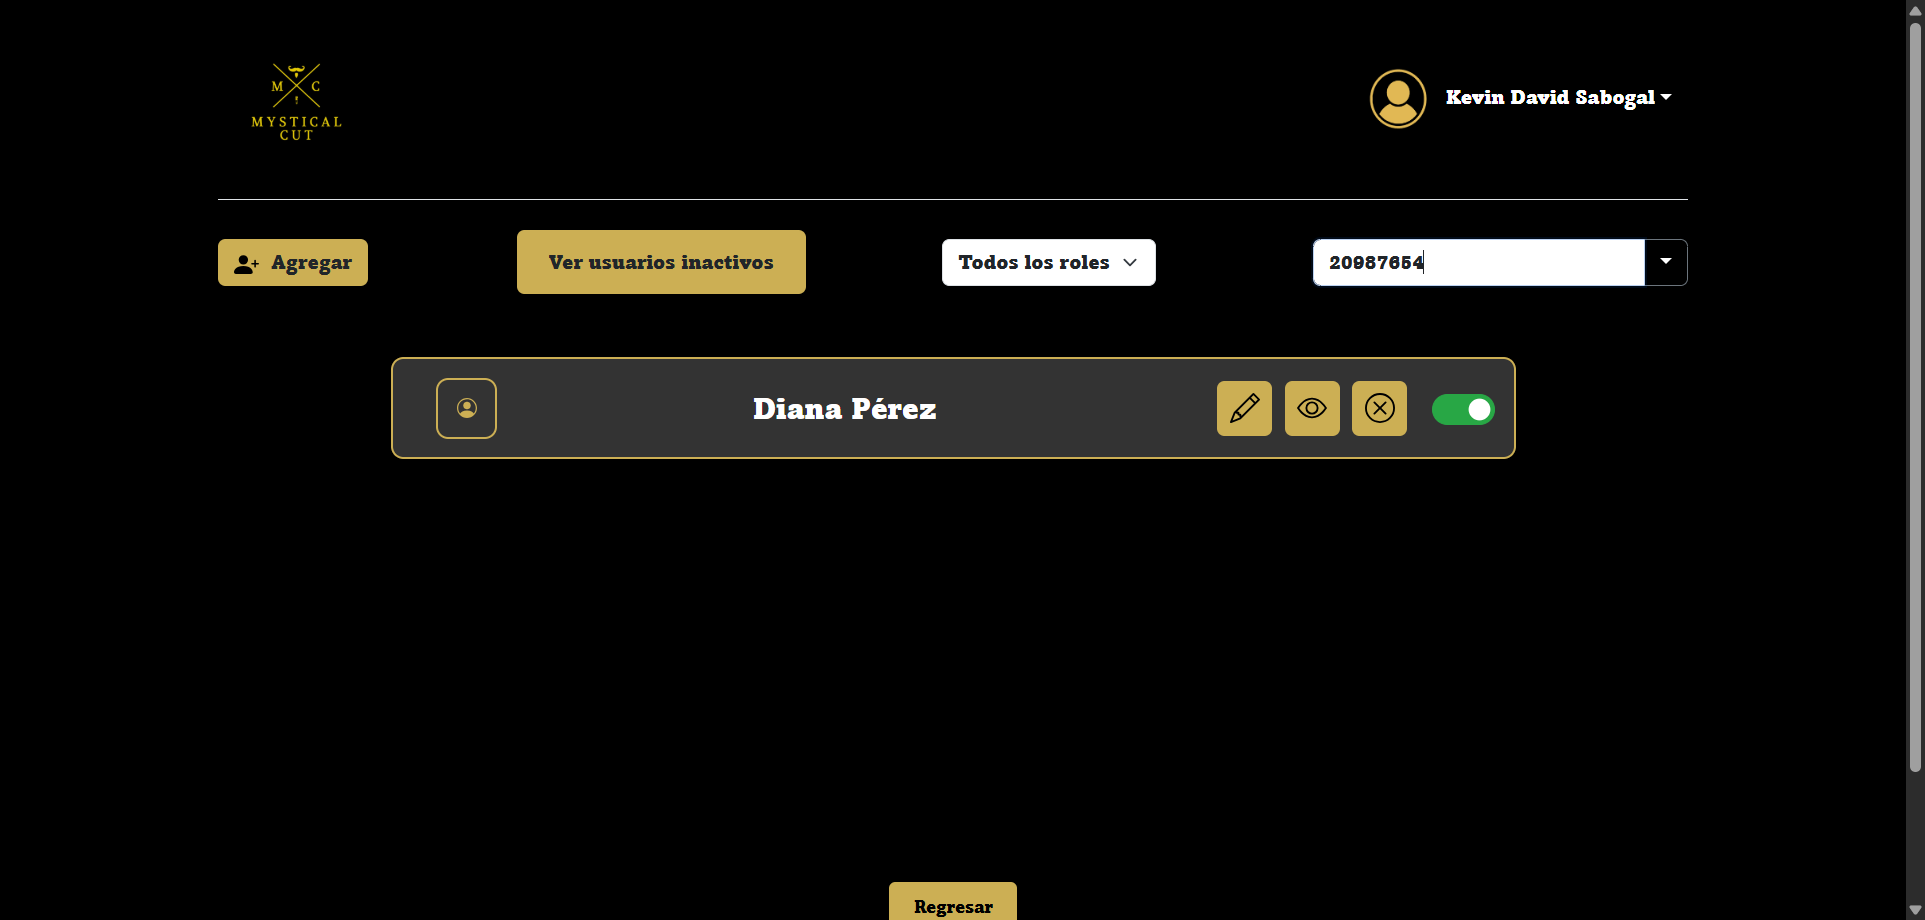 M C
MYSTICAL
CUT
Kevin David Sabogal
Agregar
Ver usuarios inactivos
Todos los roles
20987654
Diana Pérez
Regresar